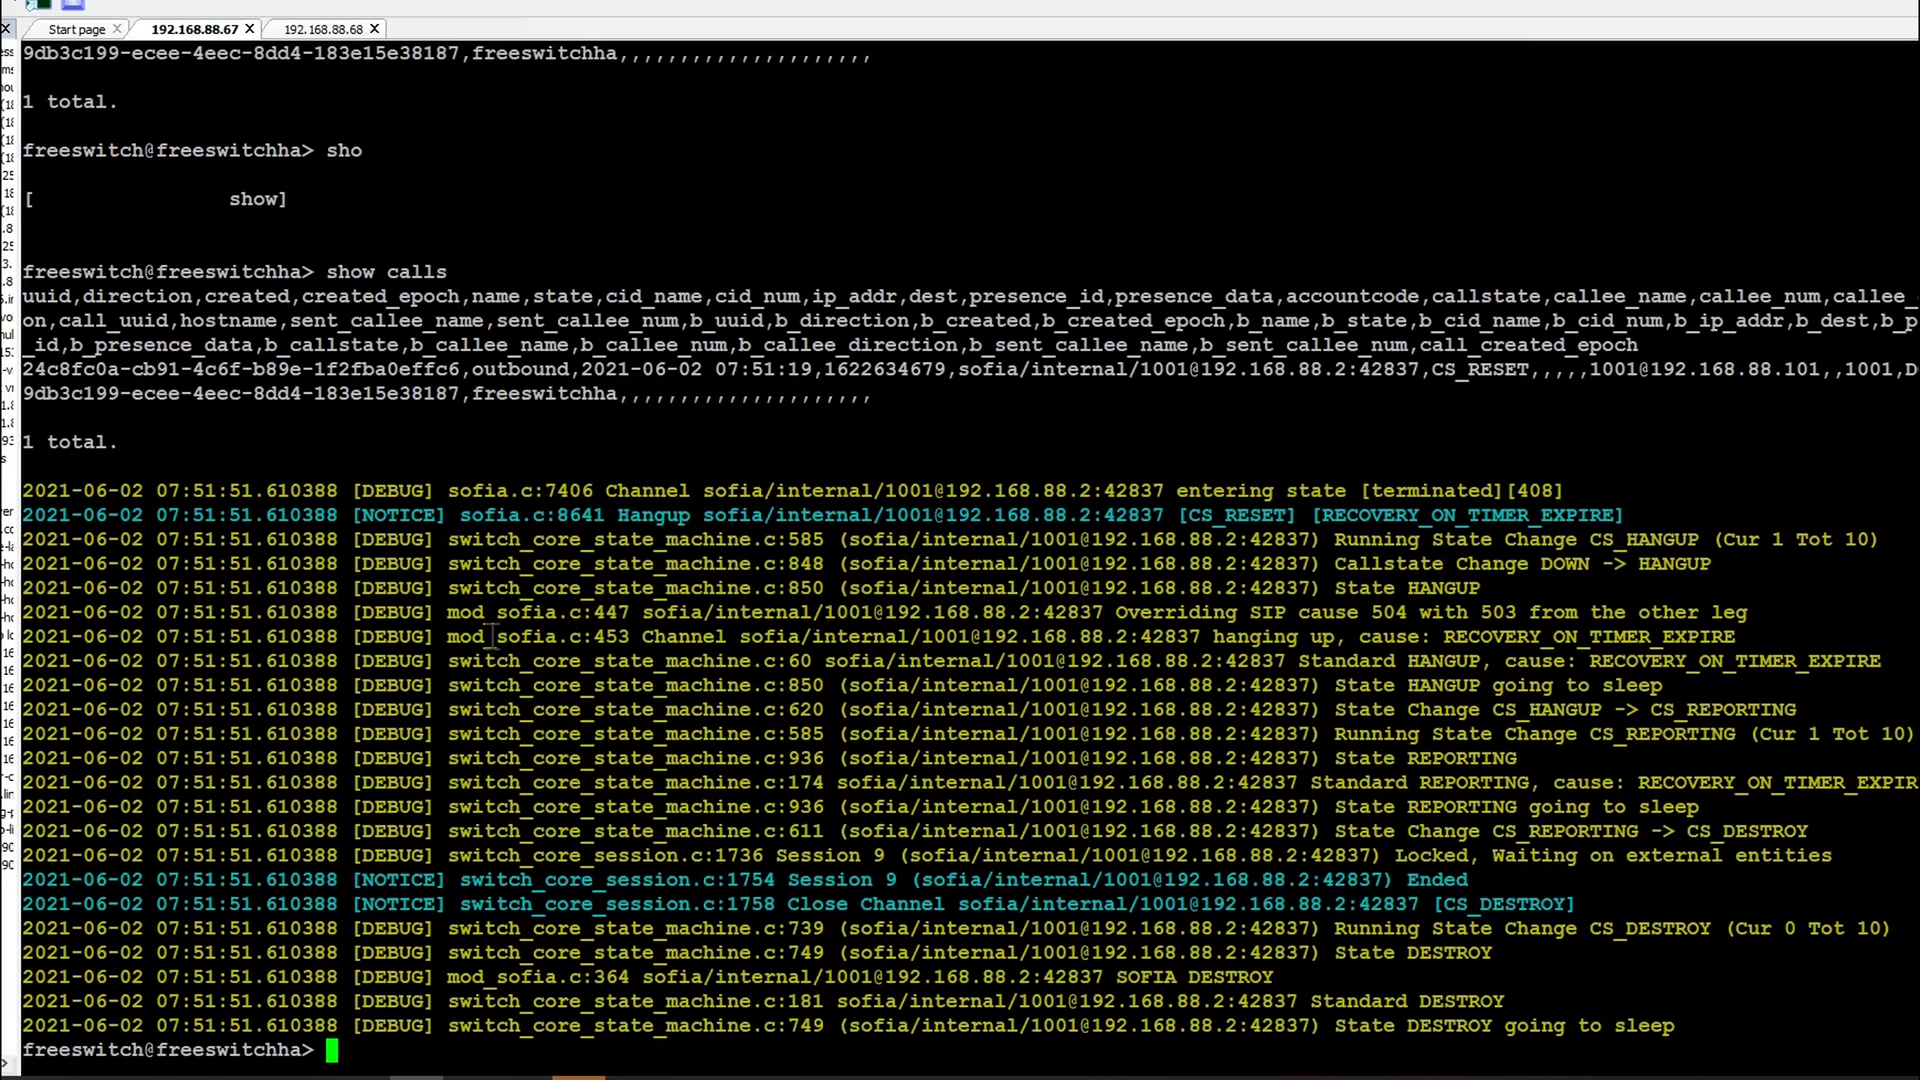 Start page
192.168.88.67
192.168.88.68
9db3c199-ecee-4eec-8dd4-183e15e38187,freeswitchha,,,,,,,,,,,,,,,,,,,,,
1 total.
freeswitch@freeswitchha> sho
[ show]
freeswitch@freeswitchha> show calls
uuid,direction,created,created_epoch,name,state,cid_name,cid_num,ip_addr,dest,presence_id,presence_data,accountcode,callstate,callee_name,callee_num,callee_
on,call_uuid,hostname,sent_callee_name,sent_callee_num,b_uuid,b_direction,b_created,b_created_epoch,b_name,b_state,b_cid_name,b_cid_num,b_ip_addr,b_dest,b_p
_id,b_presence_data,b_callstate,b_callee_name,b_callee_num,b_callee_direction,b_sent_callee_name,b_sent_callee_num,call_created_epoch
24c8fc0a-cb91-4c6f-b89e-1f2fba0effc6,outbound,2021-06-02 07:51:19,1622634679,sofia/internal/1001@192.168.88.2:42837,CS_RESET,,,,,1001@192.168.88.101,,1001,D
9db3c199-ecee-4eec-8dd4-183e15e38187,freeswitchha,,,,,,,,,,,,,,,,,,,,,
1 total.
2021-06-02 07:51:51.610388 [DEBUG] sofia.c:7406 Channel sofia/internal/1001@192.168.88.2:42837 entering state [terminated][408]
2021-06-02 07:51:51.610388 [NOTICE] sofia.c:8641 Hangup sofia/internal/1001@192.168.88.2:42837 [CS_RESET] [RECOVERY_ON_TIMER_EXPIRE]
2021-06-02 07:51:51.610388 [DEBUG] switch_core_state_machine.c:585 (sofia/internal/1001@192.168.88.2:42837) Running State Change CS_HANGUP (Cur 1 Tot 10)
2021-06-02 07:51:51.610388 [DEBUG] switch_core_state_machine.c:848 (sofia/internal/1001@192.168.88.2:42837) Callstate Change DOWN -> HANGUP
2021-06-02 07:51:51.610388 [DEBUG] switch_core_state_machine.c:850 (sofia/internal/1001@192.168.88.2:42837) State HANGUP
2021-06-02 07:51:51.610388 [DEBUG] mod_sofia.c:447 sofia/internal/1001@192.168.88.2:42837 Overriding SIP cause 504 with 503 from the other leg
2021-06-02 07:51:51.610388 [DEBUG] mod_sofia.c:453 Channel sofia/internal/1001@192.168.88.2:42837 hanging up, cause: RECOVERY_ON_TIMER_EXPIRE
2021-06-02 07:51:51.610388 [DEBUG] switch_core_state_machine.c:60 sofia/internal/1001@192.168.88.2:42837 Standard HANGUP, cause: RECOVERY_ON_TIMER_EXPIRE
2021-06-02 07:51:51.610388 [DEBUG] switch_core_state_machine.c:850 (sofia/internal/1001@192.168.88.2:42837) State HANGUP going to sleep
2021-06-02 07:51:51.610388 [DEBUG] switch_core_state_machine.c:620 (sofia/internal/1001@192.168.88.2:42837) State Change CS_HANGUP -> CS_REPORTING
2021-06-02 07:51:51.610388 [DEBUG] switch_core_state_machine.c:585 (sofia/internal/1001@192.168.88.2:42837) Running State Change CS_REPORTING (Cur 1 Tot 10)
2021-06-02 07:51:51.610388 [DEBUG] switch_core_state_machine.c:936 (sofia/internal/1001@192.168.88.2:42837) State REPORTING
2021-06-02 07:51:51.610388 [DEBUG] switch_core_state_machine.c:174 sofia/internal/1001@192.168.88.2:42837 Standard REPORTING, cause: RECOVERY_ON_TIMER_EXPIR
2021-06-02 07:51:51.610388 [DEBUG] switch_core_state_machine.c:936 (sofia/internal/1001@192.168.88.2:42837) State REPORTING going to sleep
2021-06-02 07:51:51.610388 [DEBUG] switch_core_state_machine.c:611 (sofia/internal/1001@192.168.88.2:42837) State Change CS_REPORTING -> CS_DESTROY
2021-06-02 07:51:51.610388 [DEBUG] switch_core_session.c:1736 Session 9 (sofia/internal/1001@192.168.88.2:42837) Locked, Waiting on external entities
2021-06-02 07:51:51.610388 [NOTICE] switch_core_session.c:1754 Session 9 (sofia/internal/1001@192.168.88.2:42837) Ended
2021-06-02 07:51:51.610388 [NOTICE] switch_core_session.c:1758 Close Channel sofia/internal/1001@192.168.88.2:42837 [CS_DESTROY]
2021-06-02 07:51:51.610388 [DEBUG] switch_core_state_machine.c:739 (sofia/internal/1001@192.168.88.2:42837) Running State Change CS_DESTROY (Cur 0 Tot 10)
2021-06-02 07:51:51.610388 [DEBUG] switch_core_state_machine.c:749 (sofia/internal/1001@192.168.88.2:42837) State DESTROY
2021-06-02 07:51:51.610388 [DEBUG] mod_sofia.c:364 sofia/internal/1001@192.168.88.2:42837 SOFIA DESTROY
2021-06-02 07:51:51.610388 [DEBUG] switch_core_state_machine.c:181 sofia/internal/1001@192.168.88.2:42837 Standard DESTROY
2021-06-02 07:51:51.610388 [DEBUG] switch_core_state_machine.c:749 (sofia/internal/1001@192.168.88.2:42837) State DESTROY going to sleep
freeswitch@freeswitchha>